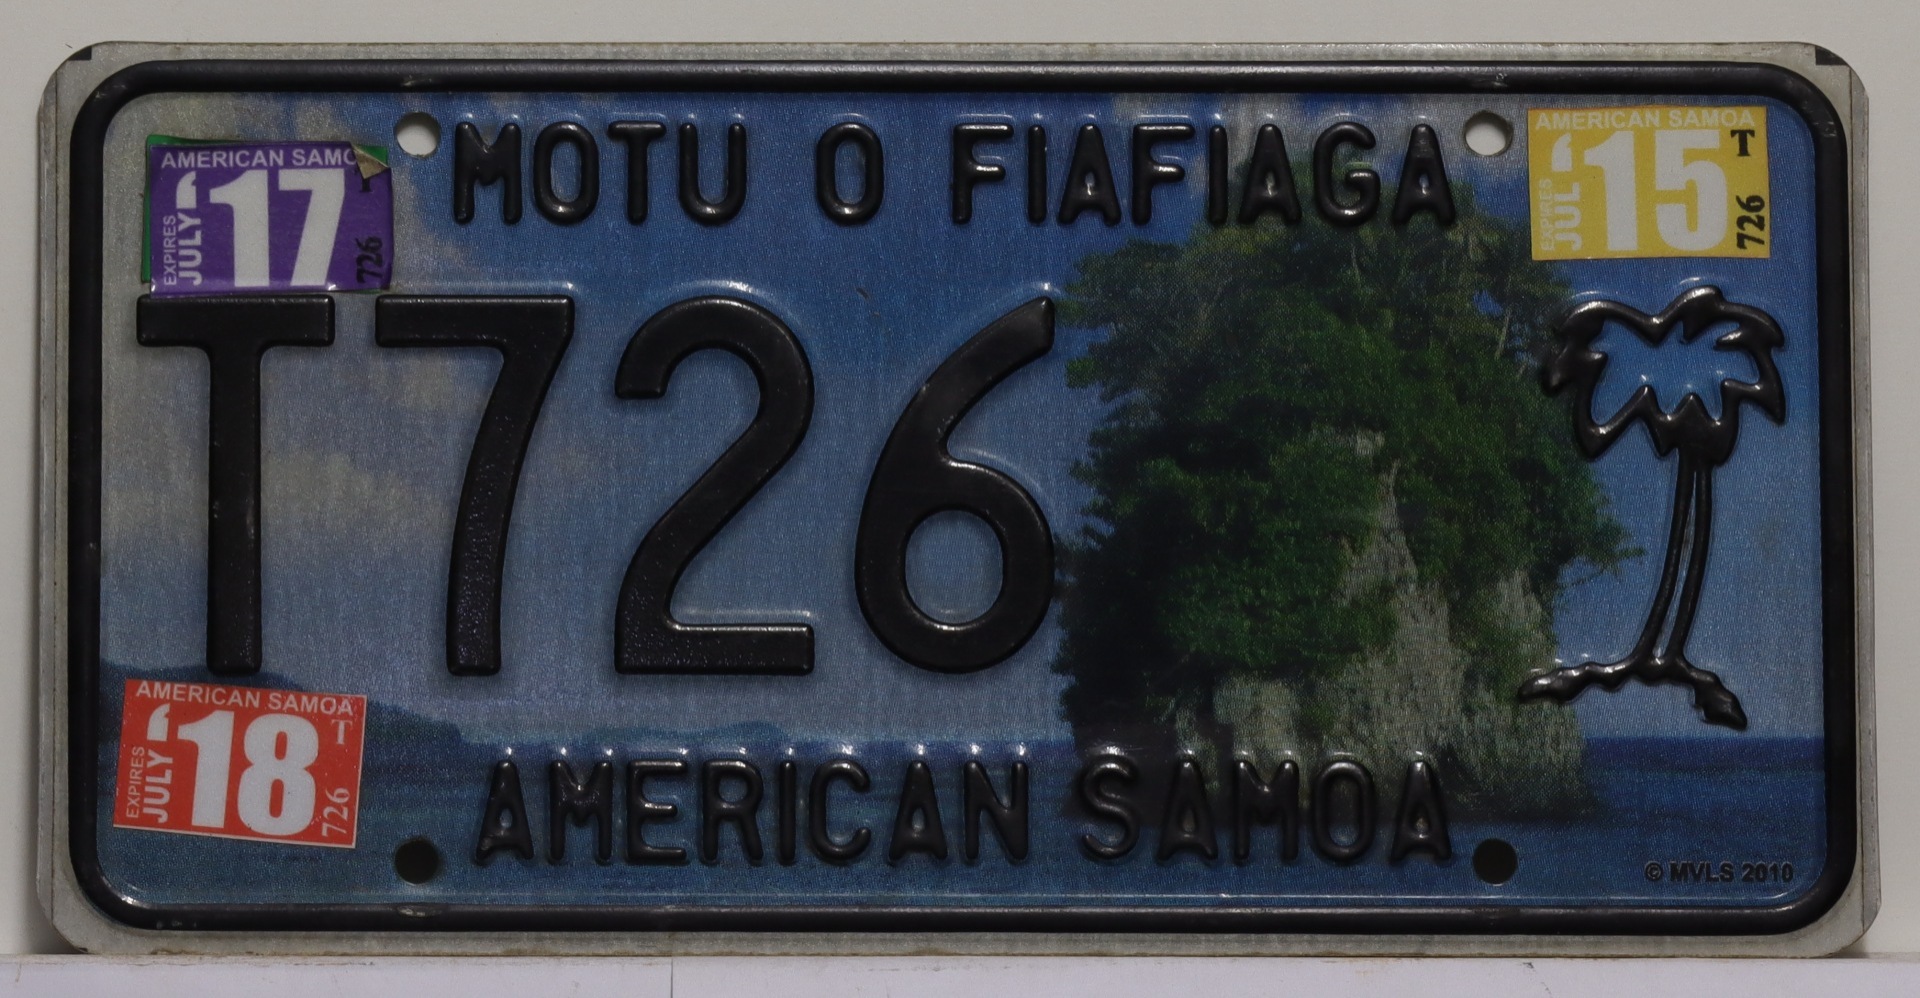 MOTU O FIAFIAGA
AMERICAN SAMO
EXPIRES
JULY
'17
T
726
AMERICAN SAMOA
EXPIRES
JUL
'15
T
726
T726
AMERICAN SAMOA
EXPIRES
JULY
'18
T
726
AMERICAN SAMOA
© MVLS 2010